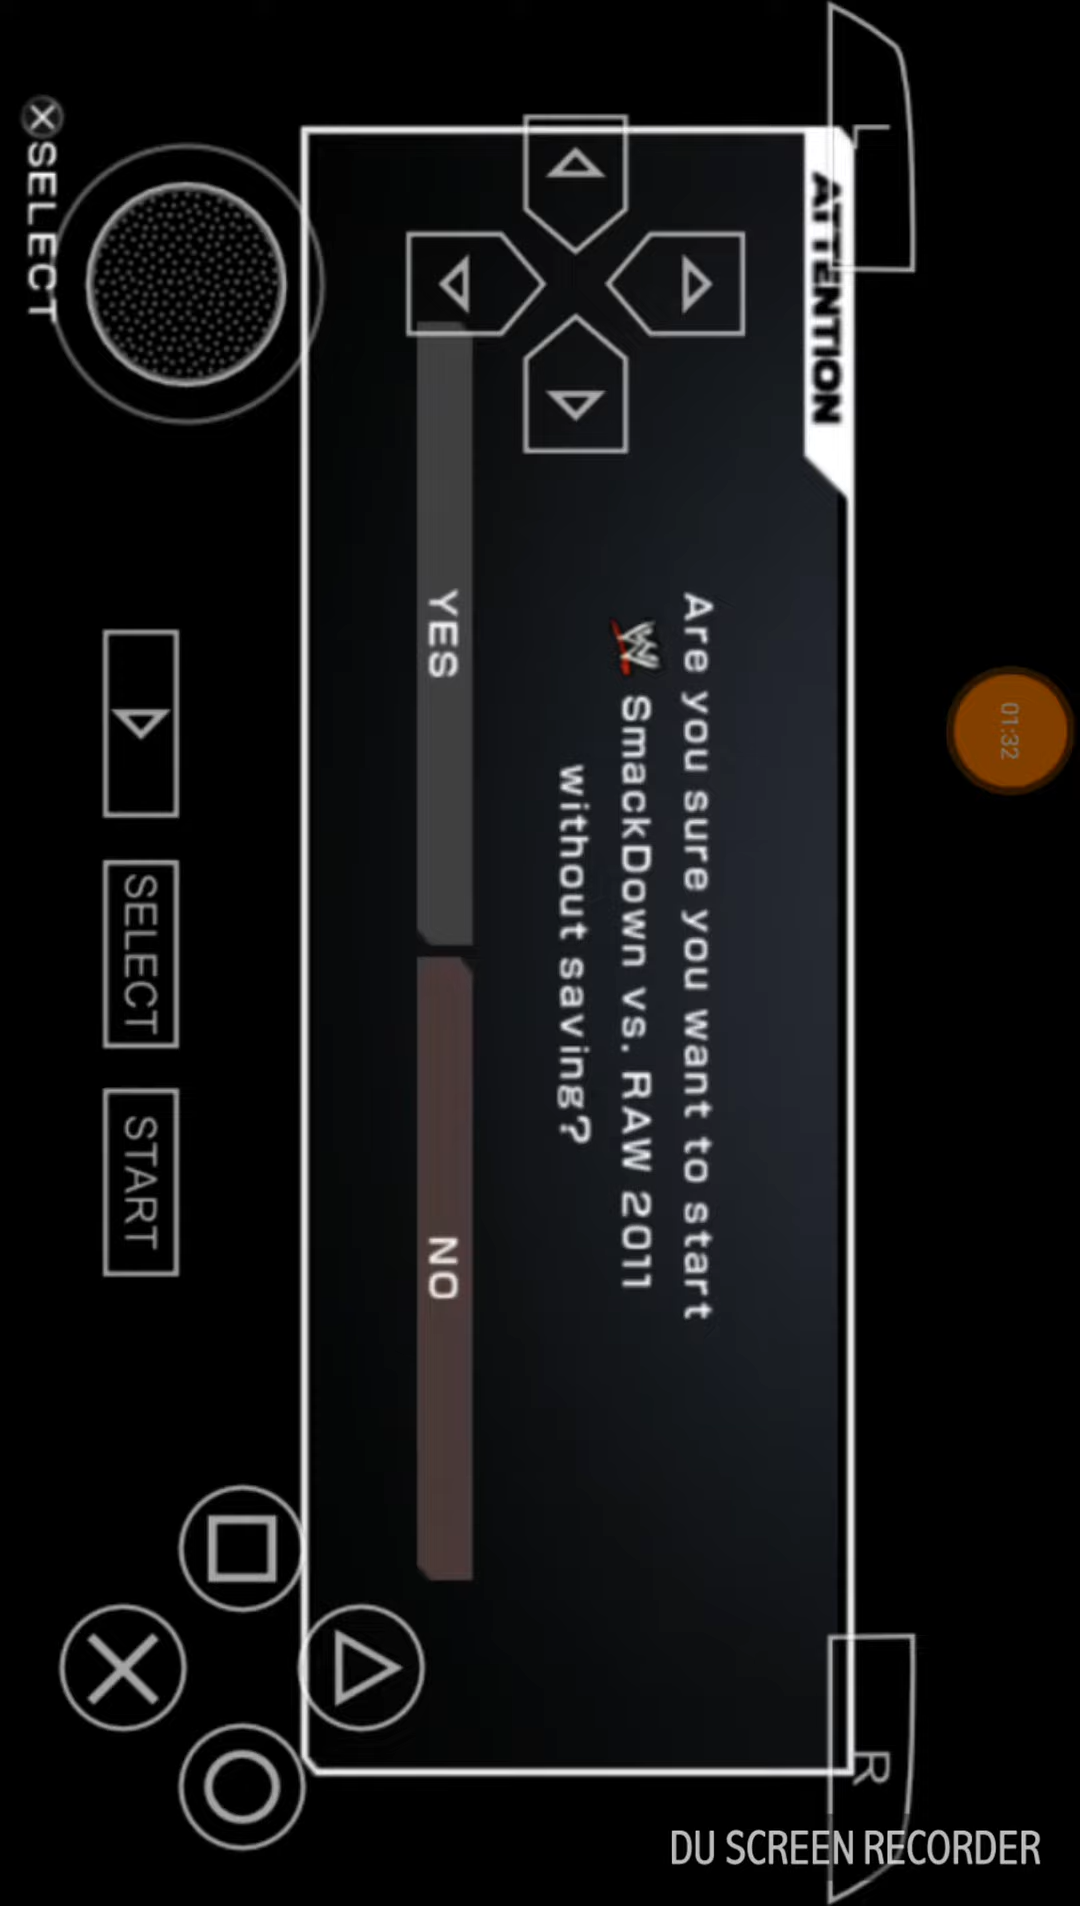 L
ATTENTION
Are you sure you want to start
W SmackDown vs. RAW 2011
without saving?
YES
NO
SELECT
SELECT
START
R
01:32
DU SCREEN RECORDER